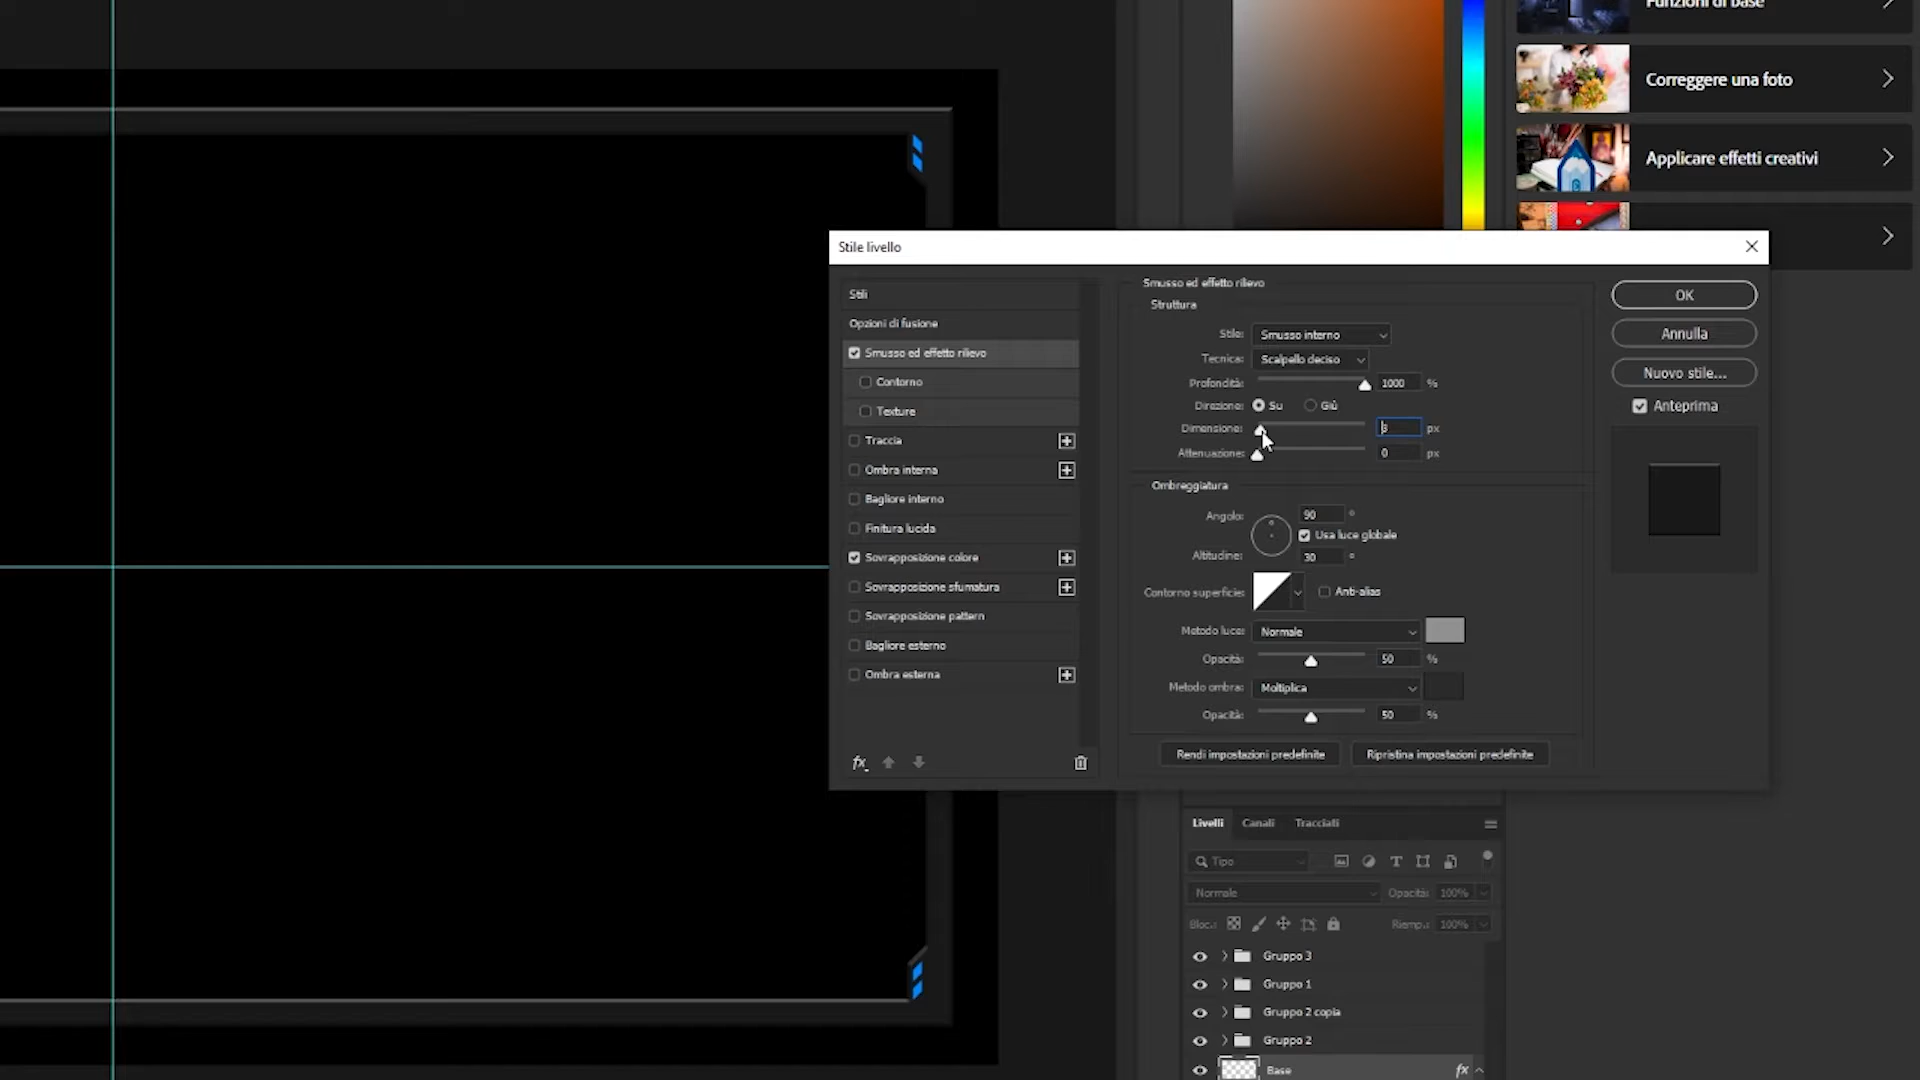 Funzioni di base
Correggere una foto
Applicare effetti creativi
Stile livello
Stili
Opzioni di fusione
Smusso ed effetto rilievo
Contorno
Texture
Traccia
Ombra interna
Bagliore interno
Finitura lucida
Sovrapposizione colore
Sovrapposizione sfumatura
Sovrapposizione pattern
Bagliore esterno
Ombra esterna
fx
Smusso ed effetto rilievo
Struttura
Stile: Smusso interno
Tecnica: Scalpello deciso
Profondità: 1000 %
Direzione: Su Giù
Dimensione: 3 px
Attenuazione: 0 px
Ombreggiatura
Angolo: 90 °
Usa luce globale
Altitudine: 30 °
Contorno superficie: Anti-alias
Metodo luce: Normale
Opacità: 50 %
Metodo ombra: Moltiplica
Opacità: 50 %
Rendi impostazioni predefinite Ripristina impostazioni predefinite
OK
Annulla
Nuovo stile...
Anteprima
Livelli Canali Tracciati
Tipo
Normale Opacità: 100%
Bloc.: Riemp.: 100%
Gruppo 3
Gruppo 1
Gruppo 2 copia
Gruppo 2
Base fx